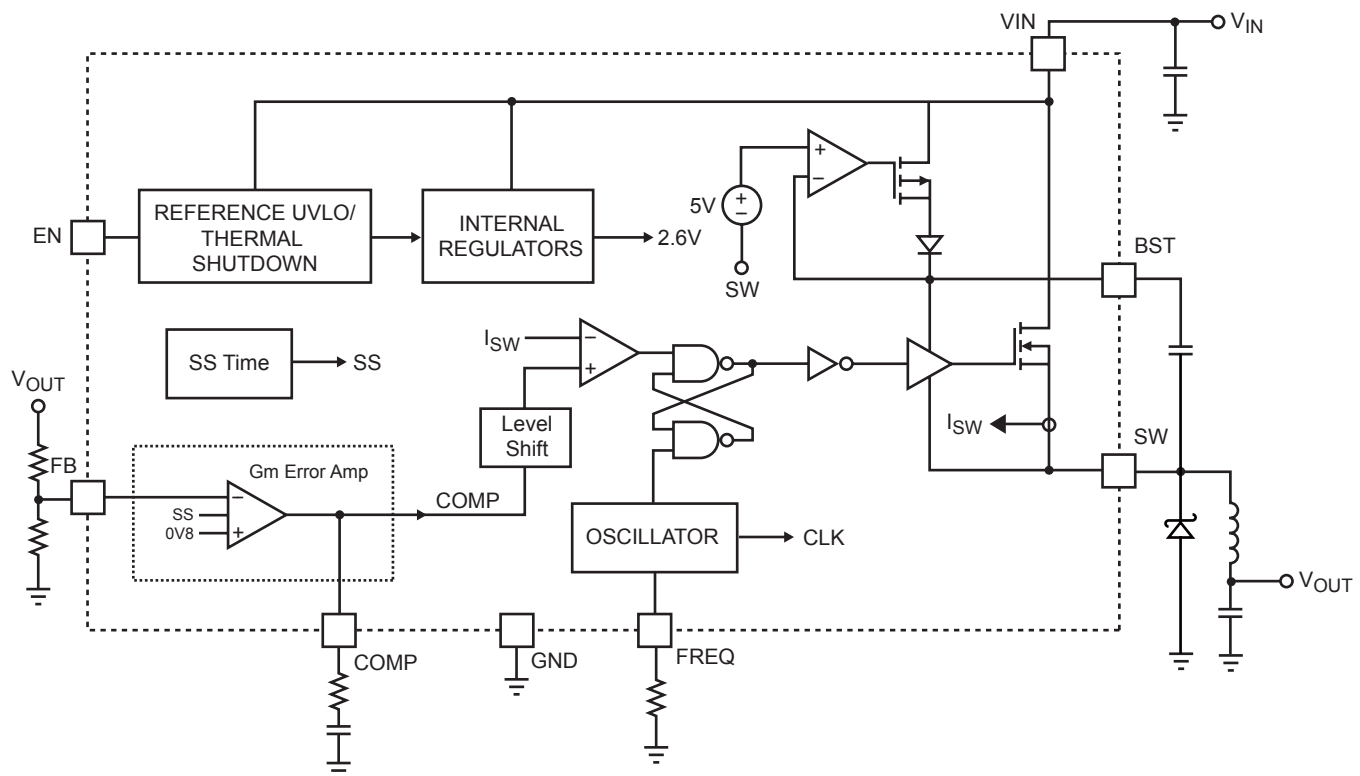 VIN
V_IN
EN
REFERENCE UVLO/
THERMAL
SHUTDOWN
INTERNAL
REGULATORS
2.6V
5V
+
−
SW
+
−
BST
SS Time
SS
I_SW
−
+
V_OUT
FB
Level
Shift
I_SW
SW
Gm Error Amp
−
SS
0V8
+
COMP
OSCILLATOR
CLK
V_OUT
COMP
GND
FREQ